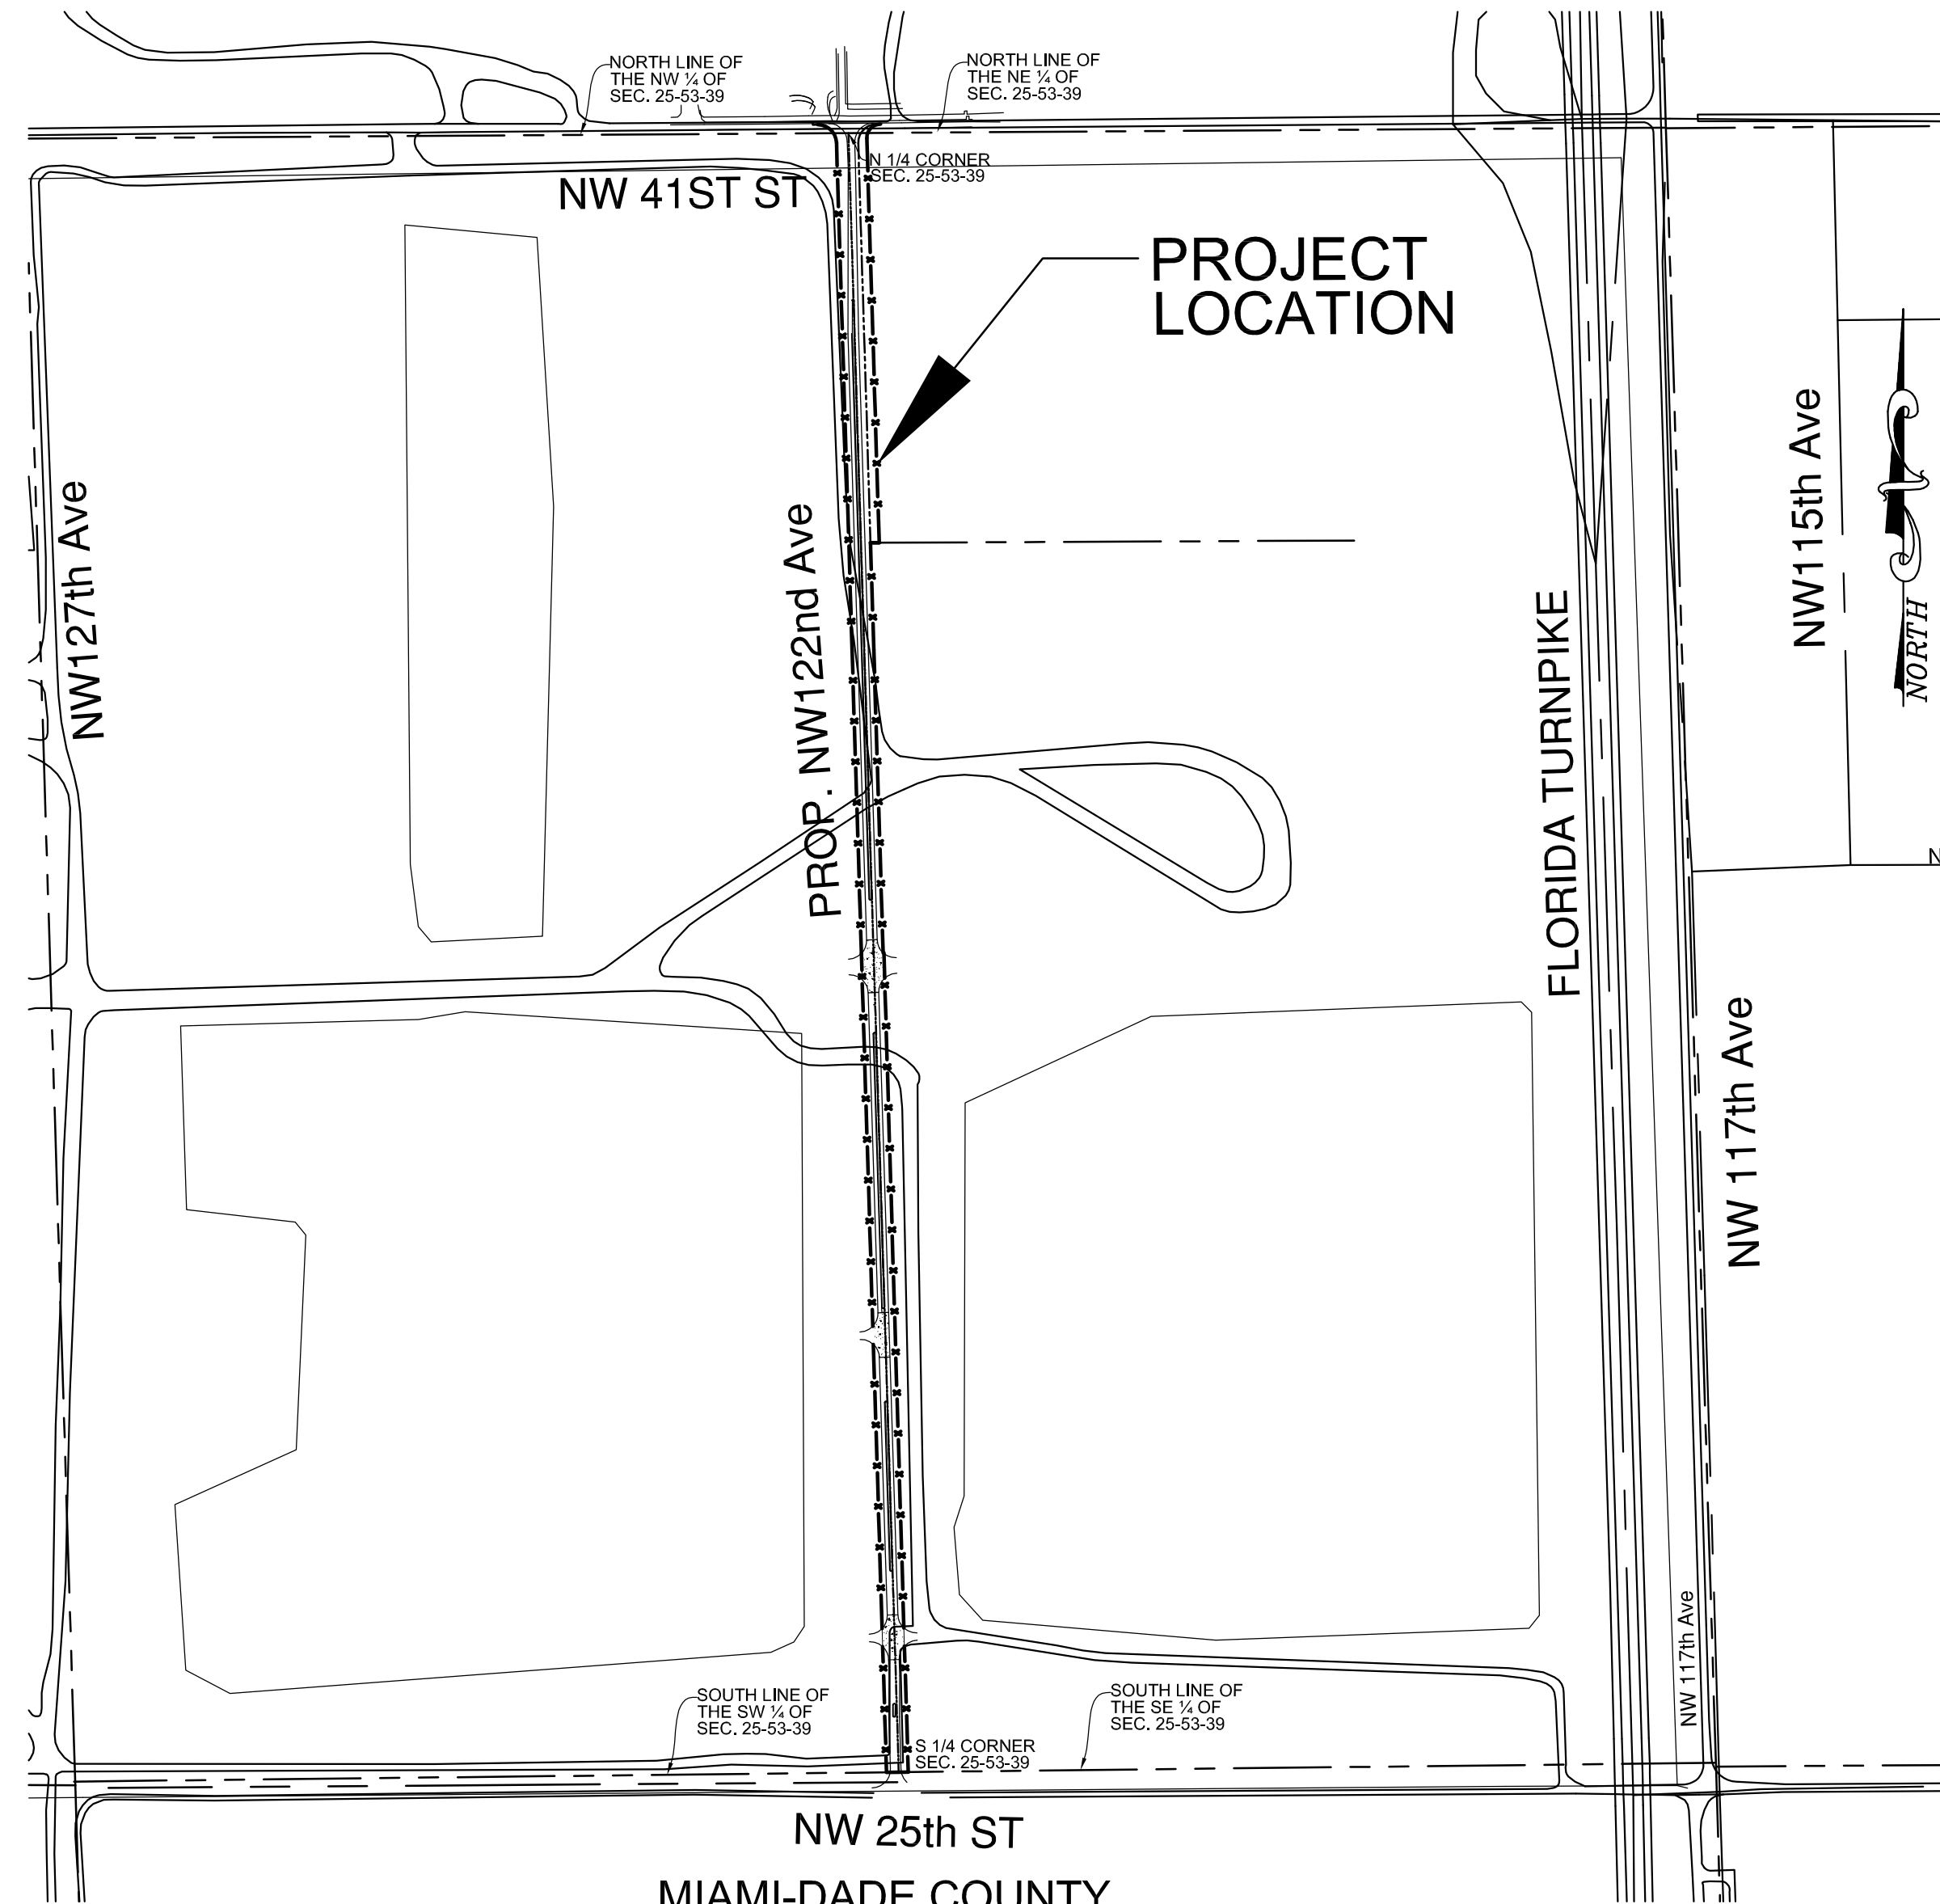 NORTH LINE OF
THE NW ¼ OF
SEC. 25-53-39
NORTH LINE OF
THE NE ¼ OF
SEC. 25-53-39
N 1/4 CORNER
SEC. 25-53-39
NW 41ST ST
PROJECT
LOCATION
NW127th Ave
PROP. NW122nd Ave
FLORIDA TURNPIKE
NW115th Ave
NORTH
N
NW 117th Ave
NW 117th Ave
SOUTH LINE OF
THE SW ¼ OF
SEC. 25-53-39
SOUTH LINE OF
THE SE ¼ OF
SEC. 25-53-39
S 1/4 CORNER
SEC. 25-53-39
NW 25th ST
MIAMI-DADE COUNTY